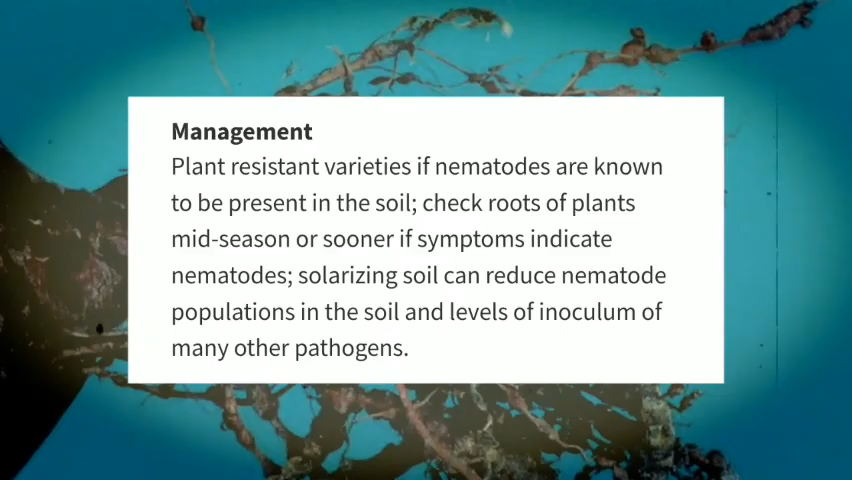 Management
Plant resistant varieties if nematodes are known
to be present in the soil; check roots of plants
mid-season or sooner if symptoms indicate
nematodes; solarizing soil can reduce nematode
populations in the soil and levels of inoculum of
many other pathogens.